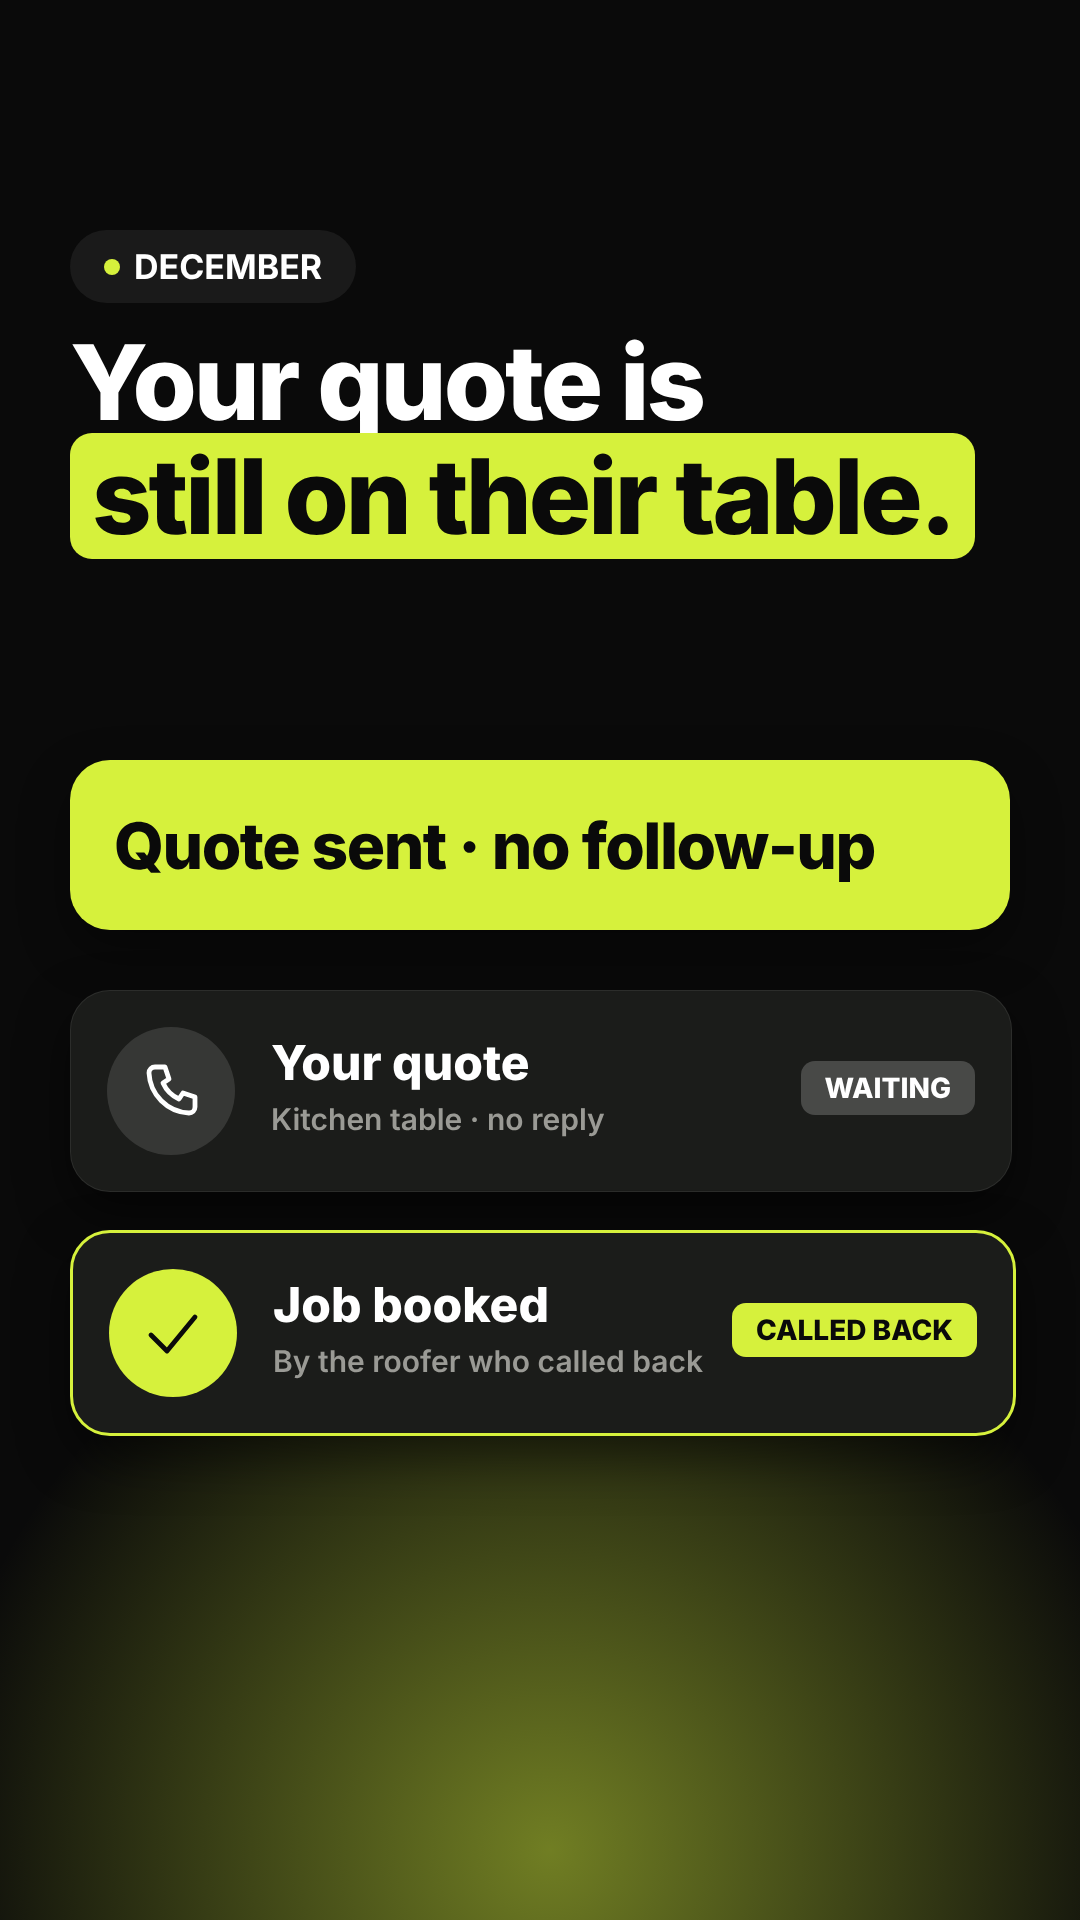 DECEMBER
Your quote is
still on their table.
Quote sent · no follow-up
Your quote
Kitchen table · no reply
WAITING
Job booked
By the roofer who called back
CALLED BACK